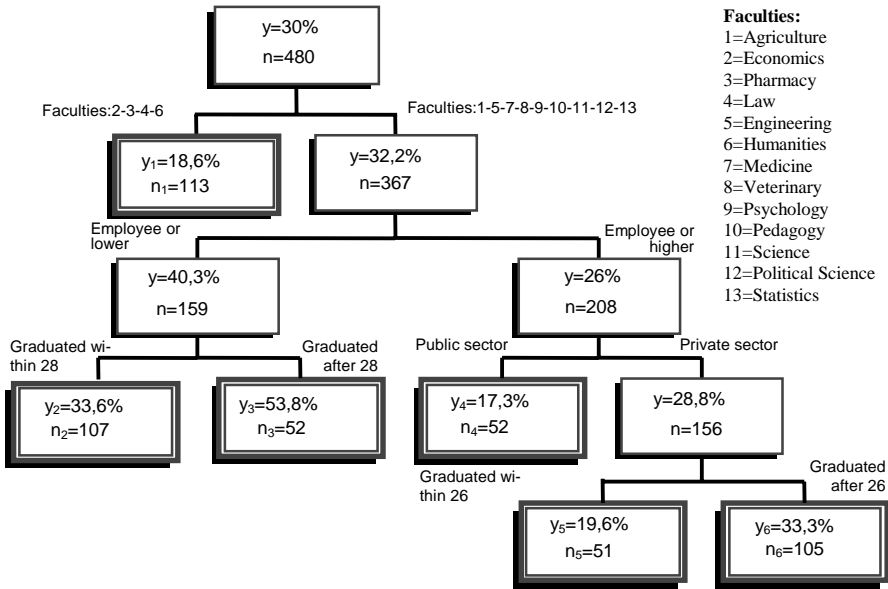 y=30%
n=480
Faculties:
1=Agriculture
2=Economics
3=Pharmacy
4=Law
5=Engineering
6=Humanities
7=Medicine
8=Veterinary
9=Psychology
10=Pedagogy
11=Science
12=Political Science
13=Statistics
Faculties:2-3-4-6
Faculties:1-5-7-8-9-10-11-12-13
y1=18,6%
n1=113
y=32,2%
n=367
Employee or
lower
Employee or
higher
y=40,3%
n=159
y=26%
n=208
Graduated wi-
thin 28
Graduated
after 28
Public sector
Private sector
y2=33,6%
n2=107
y3=53,8%
n3=52
y4=17,3%
n4=52
y=28,8%
n=156
Graduated wi-
thin 26
Graduated
after 26
y5=19,6%
n5=51
y6=33,3%
n6=105